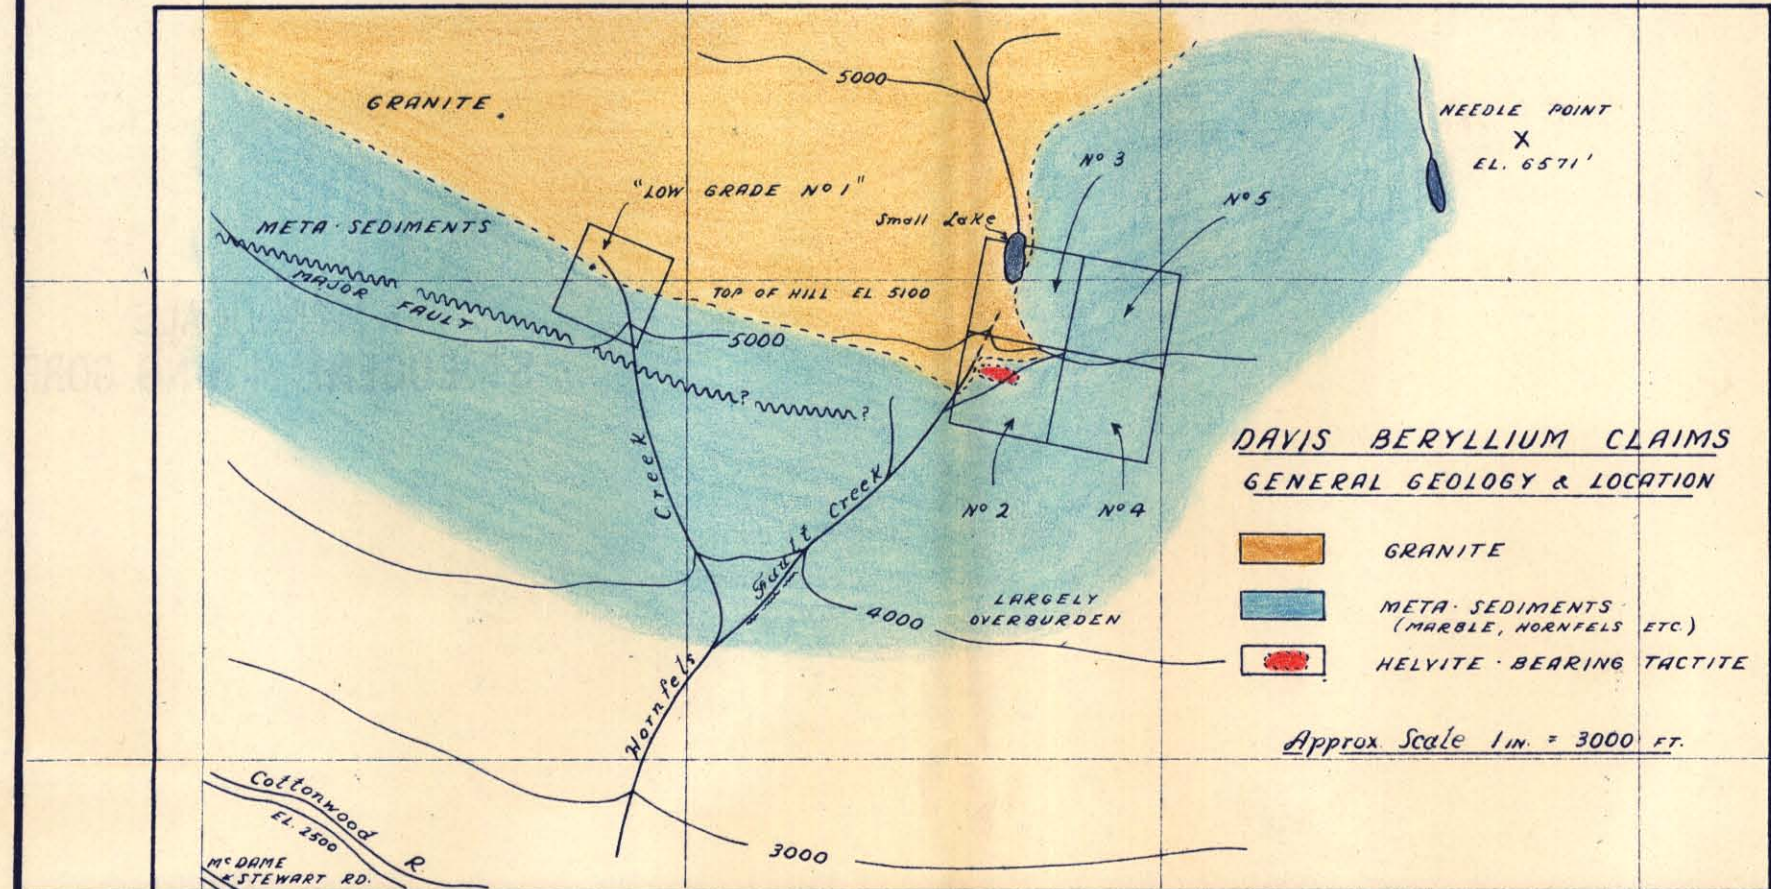 5000
GRANITE
NEEDLE POINT
X
EL. 6571'
Nº 3
"LOW GRADE Nº 1"
Nº 5
Small Lake
META-SEDIMENTS
MAJOR FAULT
TOP OF HILL EL 5100
5000
?
?
DAVIS BERYLLIUM CLAIMS
GENERAL GEOLOGY & LOCATION
Creek
Fault Creek
Nº 2
Nº 4
GRANITE
META-SEDIMENTS
(MARBLE, HORNFELS ETC.)
HELVITE-BEARING TACTITE
LARGELY
OVERBURDEN
4000
Hornfels
Approx. Scale 1 IN. = 3000 FT.
Cottonwood R.
EL. 2500
McDAME
& STEWART RD.
3000